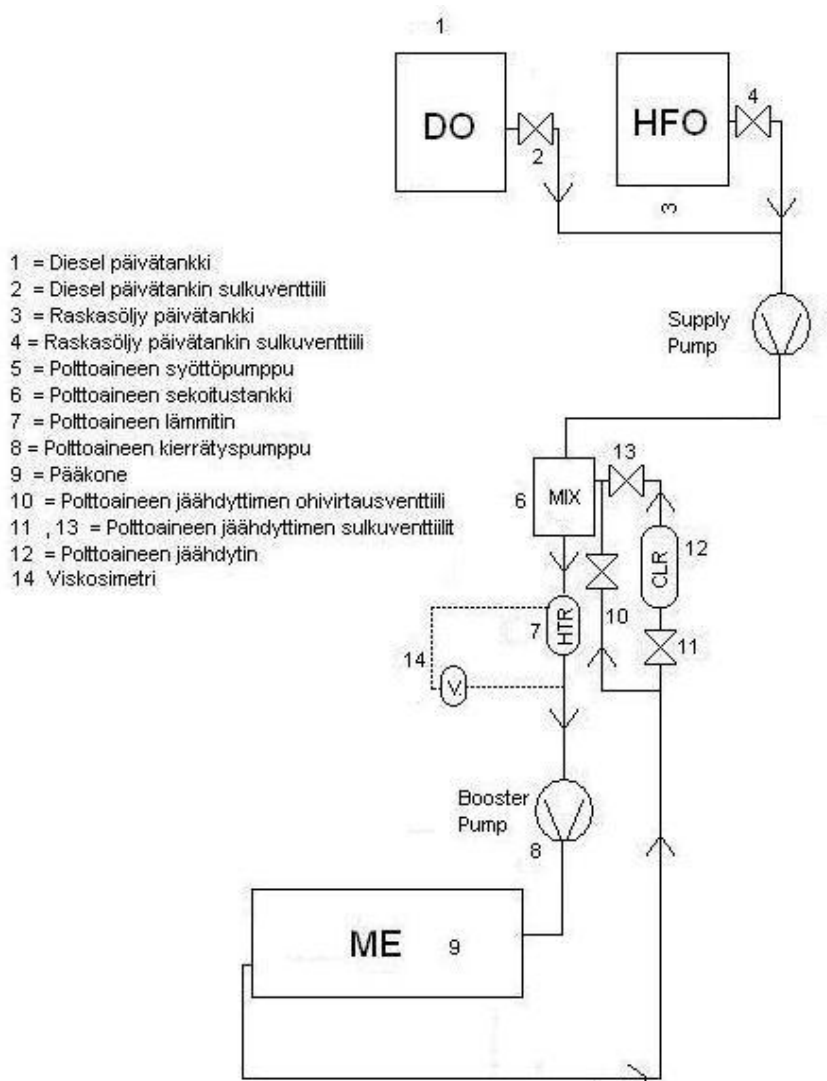 1
DO
HFO
4
2
3
1 = Diesel päivätankki
2 = Diesel päivätankin sulkuventtiili
3 = Raskasöljy päivätankki
4 = Raskasöljy päivätankin sulkuventtiili
5 = Polttoaineen syöttöpumppu
6 = Polttoaineen sekoitustankki
7 = Polttoaineen lämmitin
8 = Polttoaineen kierrätyspumppu
9 = Pääkone
10 = Polttoaineen jäähdyttimen ohivirtausventtiili
11 ,13 = Polttoaineen jäähdyttimen sulkuventtiilit
12 = Polttoaineen jäähdytin
14 Viskosimetri
Supply
Pump
13
6
MIX
12
CLR
10
7
HTR
11
14
V.
Booster
Pump
8
ME
9